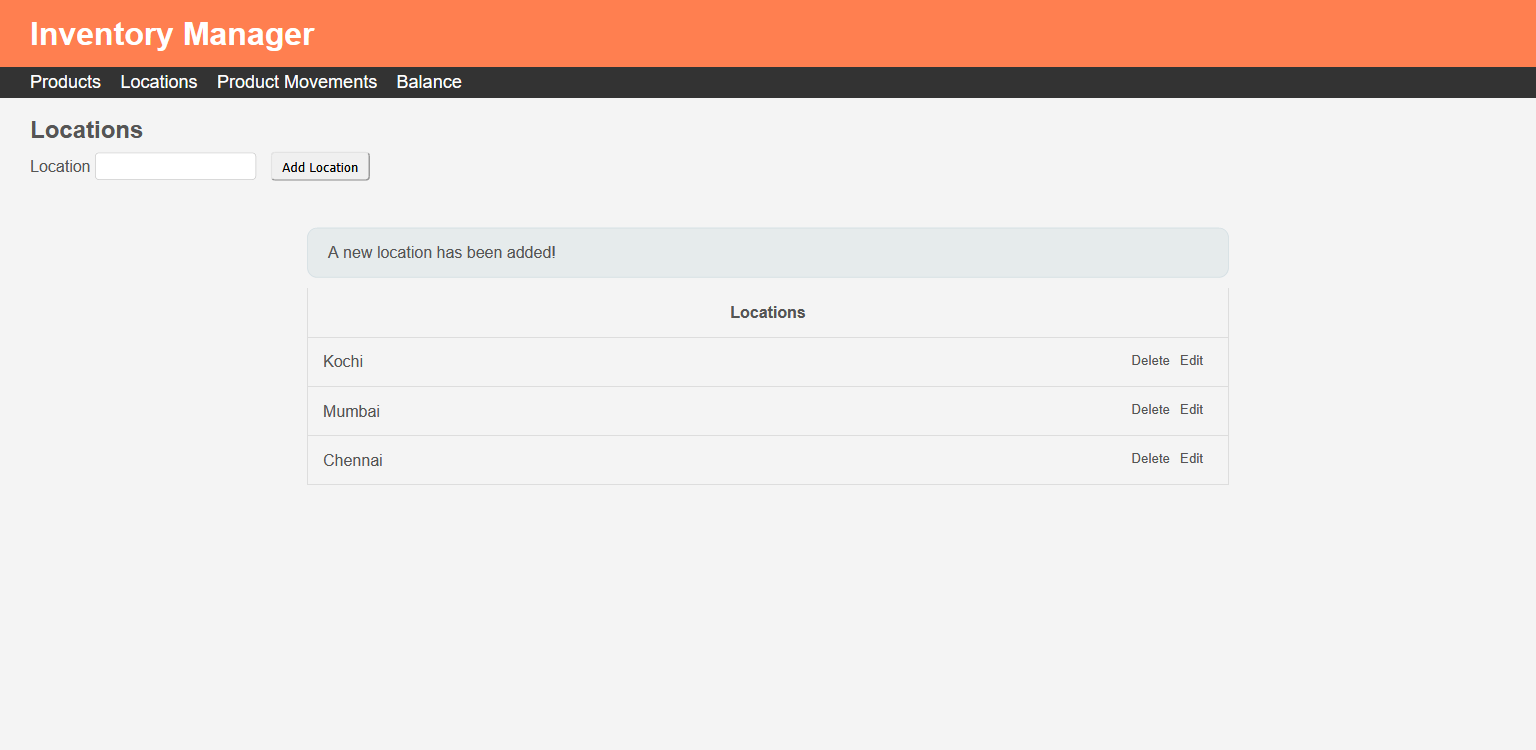 Inventory Manager
Products Locations Product Movements Balance
Locations
Location Add Location
A new location has been added!
Locations
Kochi Delete Edit
Mumbai Delete Edit
Chennai Delete Edit